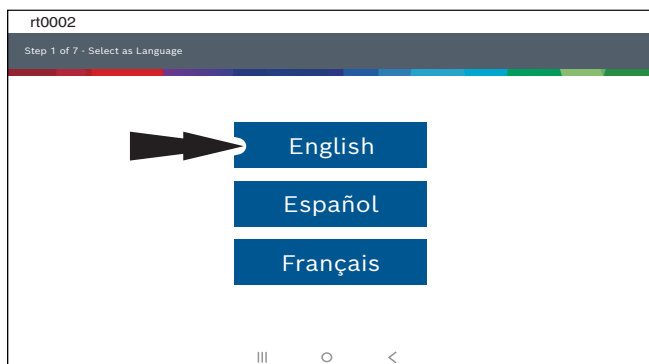 rt0002
Step 1 of 7 - Select as Language
English
Español
Français